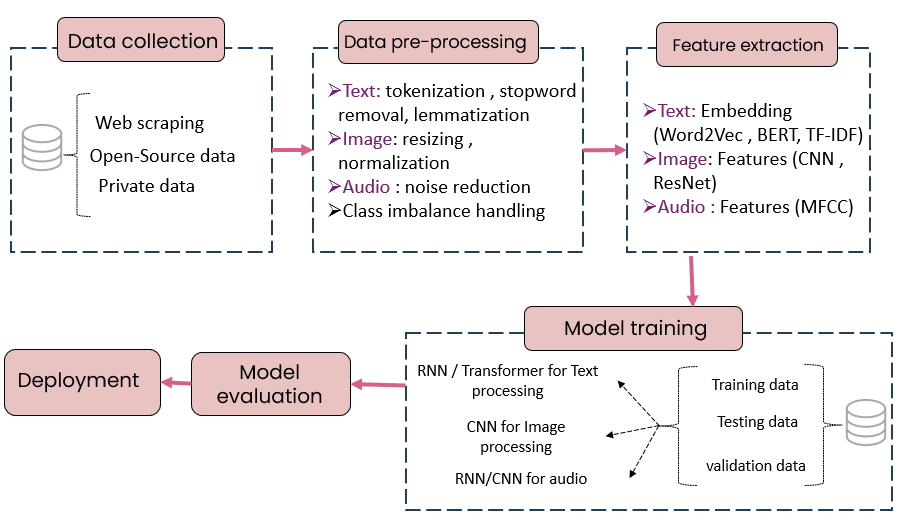 Data collection
Web scraping
Open-Source data
Private data
Data pre-processing
Text: tokenization , stopword
removal, lemmatization
Image: resizing ,
normalization
Audio : noise reduction
Class imbalance handling
Feature extraction
Text: Embedding
(Word2Vec , BERT, TF-IDF)
Image: Features (CNN ,
ResNet)
Audio : Features (MFCC)
Model training
RNN / Transformer for Text
processing
CNN for Image
processing
RNN/CNN for audio
Training data
Testing data
validation data
Model
evaluation
Deployment